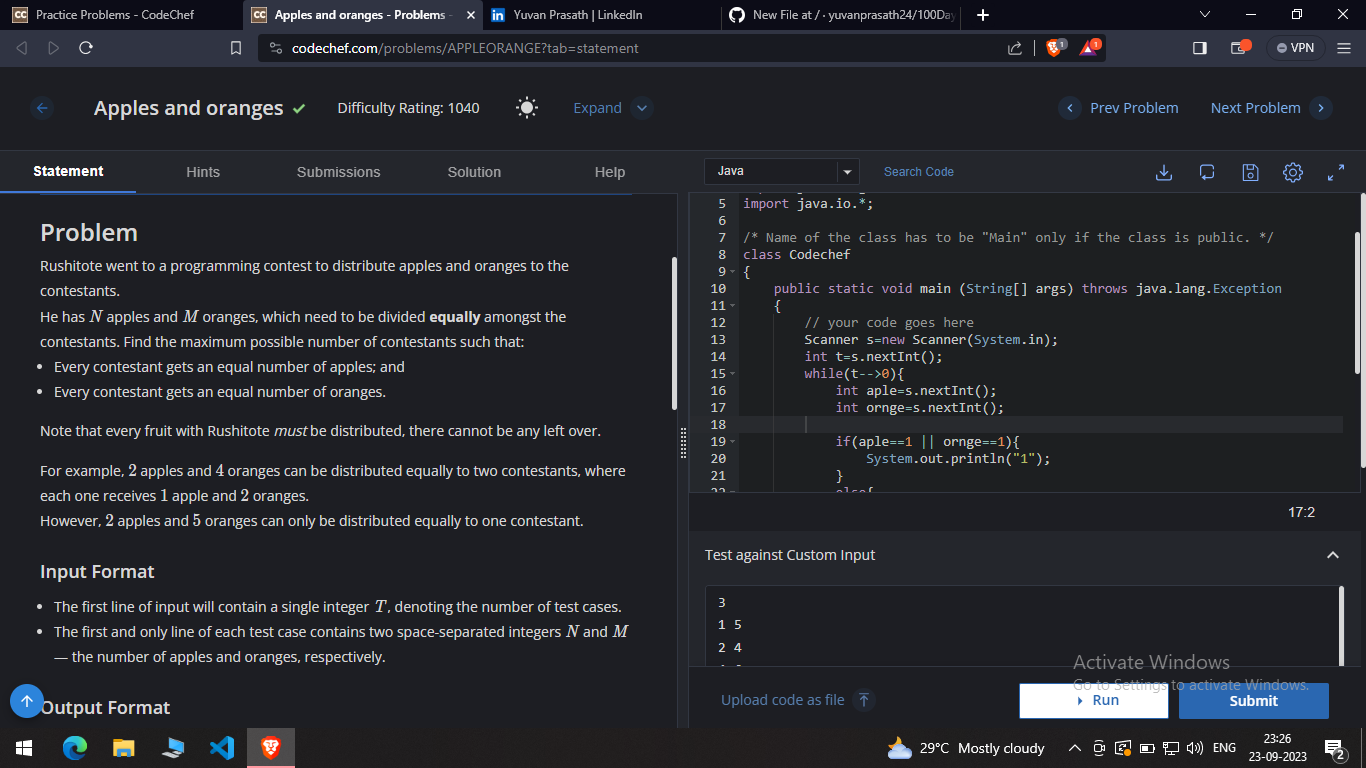 Practice Problems - CodeChef
Apples and oranges - Problems -
Yuvan Prasath | LinkedIn
New File at / · yuvanprasath24/100Day
codechef.com/problems/APPLEORANGE?tab=statement
1
1
VPN
Apples and oranges
Difficulty Rating: 1040
Expand
Prev Problem
Next Problem
Statement
Hints
Submissions
Solution
Help
Java
Search Code
Problem
Rushitote went to a programming contest to distribute apples and oranges to the
contestants.
He has N apples and M oranges, which need to be divided equally amongst the
contestants. Find the maximum possible number of contestants such that:
• Every contestant gets an equal number of apples; and
• Every contestant gets an equal number of oranges.
Note that every fruit with Rushitote must be distributed, there cannot be any left over.
For example, 2 apples and 4 oranges can be distributed equally to two contestants, where
each one receives 1 apple and 2 oranges.
However, 2 apples and 5 oranges can only be distributed equally to one contestant.
Input Format
• The first line of input will contain a single integer T, denoting the number of test cases.
• The first and only line of each test case contains two space-separated integers N and M
— the number of apples and oranges, respectively.
Output Format
5 import java.io.*;
6
7 /* Name of the class has to be "Main" only if the class is public. */
8 class Codechef
9 {
10 public static void main (String[] args) throws java.lang.Exception
11 {
12 // your code goes here
13 Scanner s=new Scanner(System.in);
14 int t=s.nextInt();
15 while(t-->0){
16 int aple=s.nextInt();
17 int ornge=s.nextInt();
18
19 if(aple==1 || ornge==1){
20 System.out.println("1");
21 }
22 else{
17:2
Test against Custom Input
3
1 5
2 4
Activate Windows
Go to Settings to activate Windows.
Upload code as file
Run
Submit
29°C Mostly cloudy
ENG
23:26
23-09-2023
2